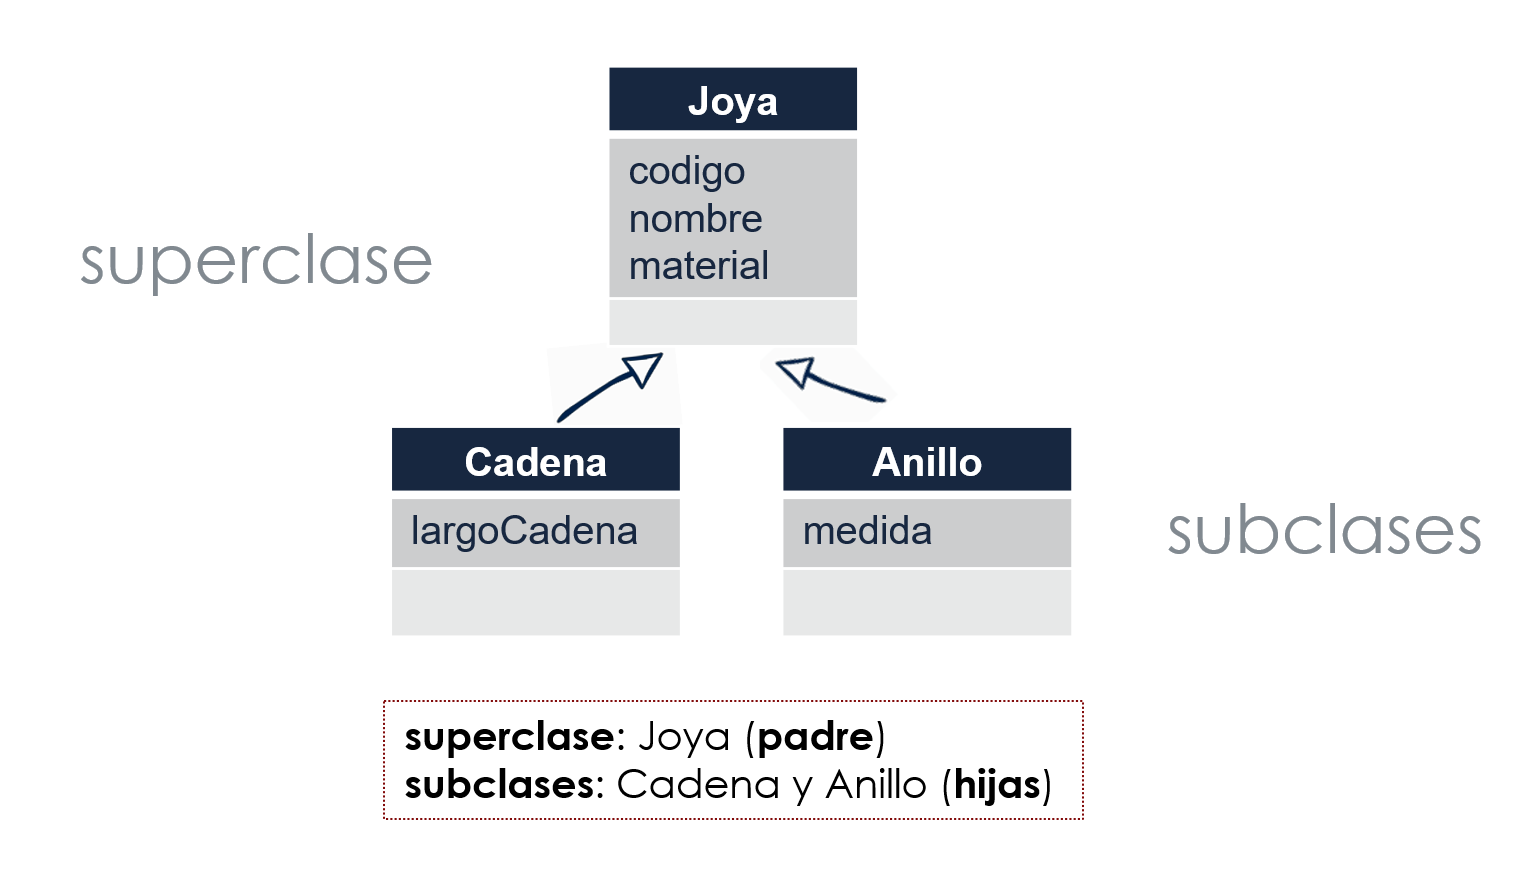 Joya
codigo
nombre
material
superclase
Cadena
largoCadena
Anillo
medida
subclases
superclase: Joya (padre)
subclases: Cadena y Anillo (hijas)